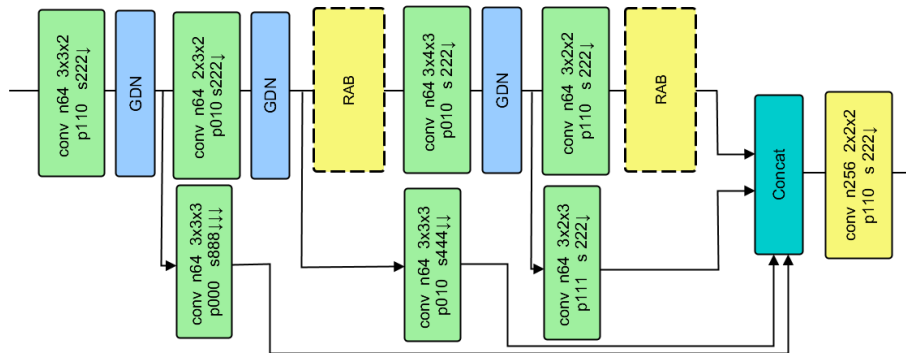 conv n64 3x3x2
p110 s222↓
GDN
conv n64 2x3x2
p010 s222↓
GDN
RAB
conv n64 3x4x3
p010 s 222↓
GDN
conv n64 3x2x2
p110 s 222↓
RAB
Concat
conv n256 2x2x2
p110 s 222↓
conv n64 3x3x3
p000 s888↓↓↓
conv n64 3x3x3
p010 s444↓↓
conv n64 3x2x3
p111 s 222↓